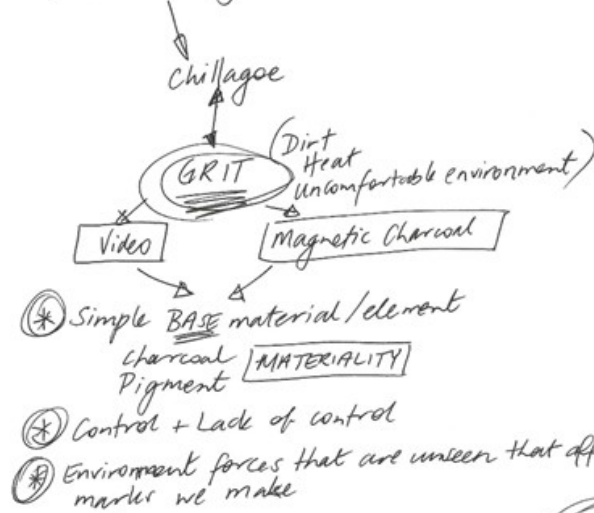 Chillagoe
GRIT
(Dirt
Heat
Uncomfortable environment)
Video
Magnetic Charcoal
* Simple BASE material/element
Charcoal
Pigment
MATERIALITY
* Control + Lack of control
* Environment forces that are unseen that
marks we make